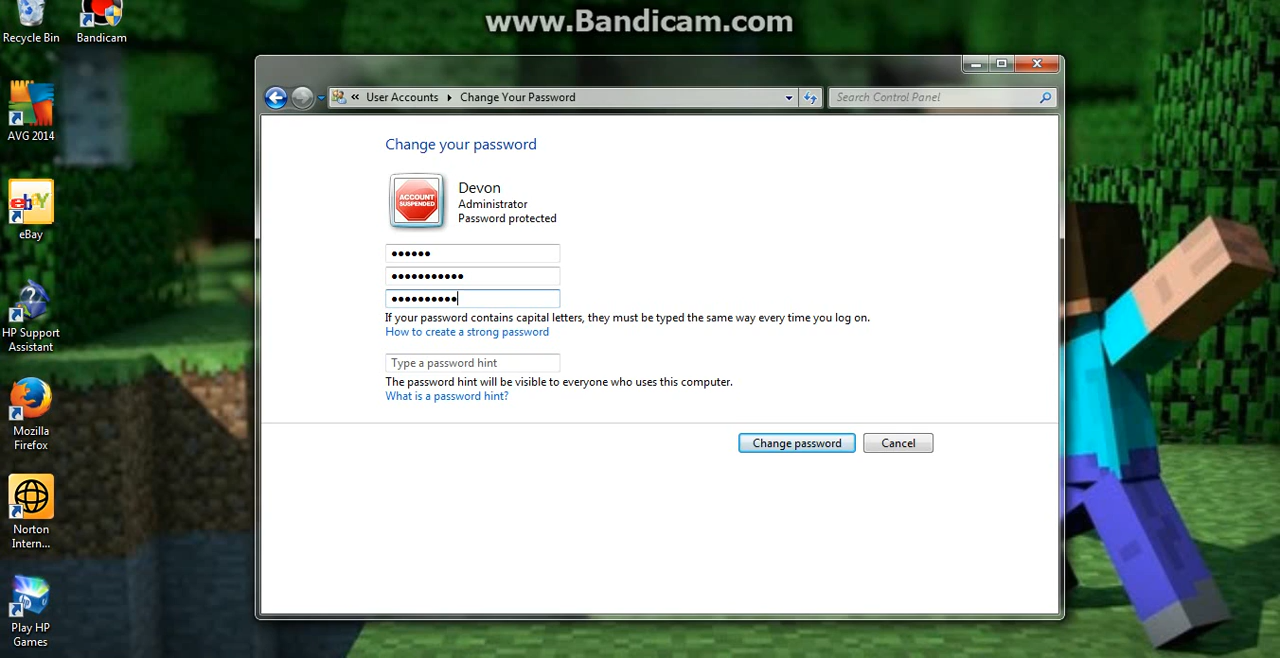 www.Bandicam.com
Recycle Bin
Bandicam
AVG 2014
ebY
eBay
HP Support
Assistant
Mozilla
Firefox
Norton
Intern...
Play HP
Games
« User Accounts ▸ Change Your Password
Search Control Panel
Change your password
ACCOUNT
SUSPENDED
Devon
Administrator
Password protected
●●●●●●
●●●●●●●●●●●
●●●●●●●●●●
If your password contains capital letters, they must be typed the same way every time you log on.
How to create a strong password
Type a password hint
The password hint will be visible to everyone who uses this computer.
What is a password hint?
Change password
Cancel